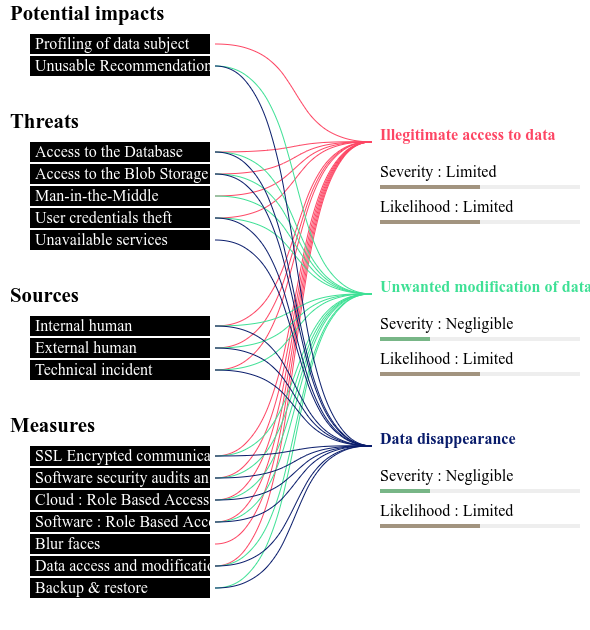 Potential impacts
Profiling of data subject
Unusable Recommendation
Threats
Access to the Database
Access to the Blob Storage
Man-in-the-Middle
User credentials theft
Unavailable services
Sources
Internal human
External human
Technical incident
Measures
SSL Encrypted communica
Software security audits an
Cloud : Role Based Access
Software : Role Based Acc
Blur faces
Data access and modificatio
Backup & restore
Illegitimate access to data
Severity : Limited
Likelihood : Limited
Unwanted modification of data
Severity : Negligible
Likelihood : Limited
Data disappearance
Severity : Negligible
Likelihood : Limited